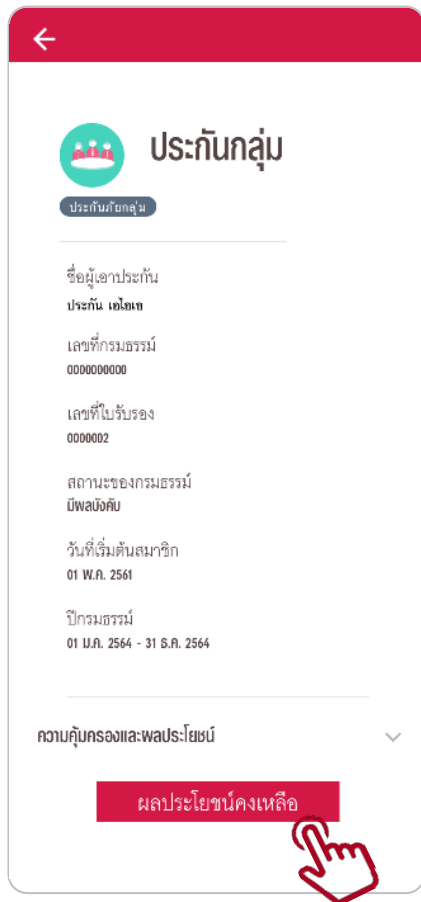 ประกันกลุ่ม
ประกันภัยกลุ่ม
ชื่อผู้เอาประกัน
ประกัน เอไอเอ
เลขที่กรมธรรม์
0000000000
เลขที่ใบรับรอง
0000002
สถานะของกรมธรรม์
มีผลบังคับ
วันที่เริ่มต้นสมาชิก
01 พ.ค. 2561
ปีกรมธรรม์
01 ม.ค. 2564 - 31 ธ.ค. 2564
ความคุ้มครองและผลประโยชน์
ผลประโยชน์คงเหลือ